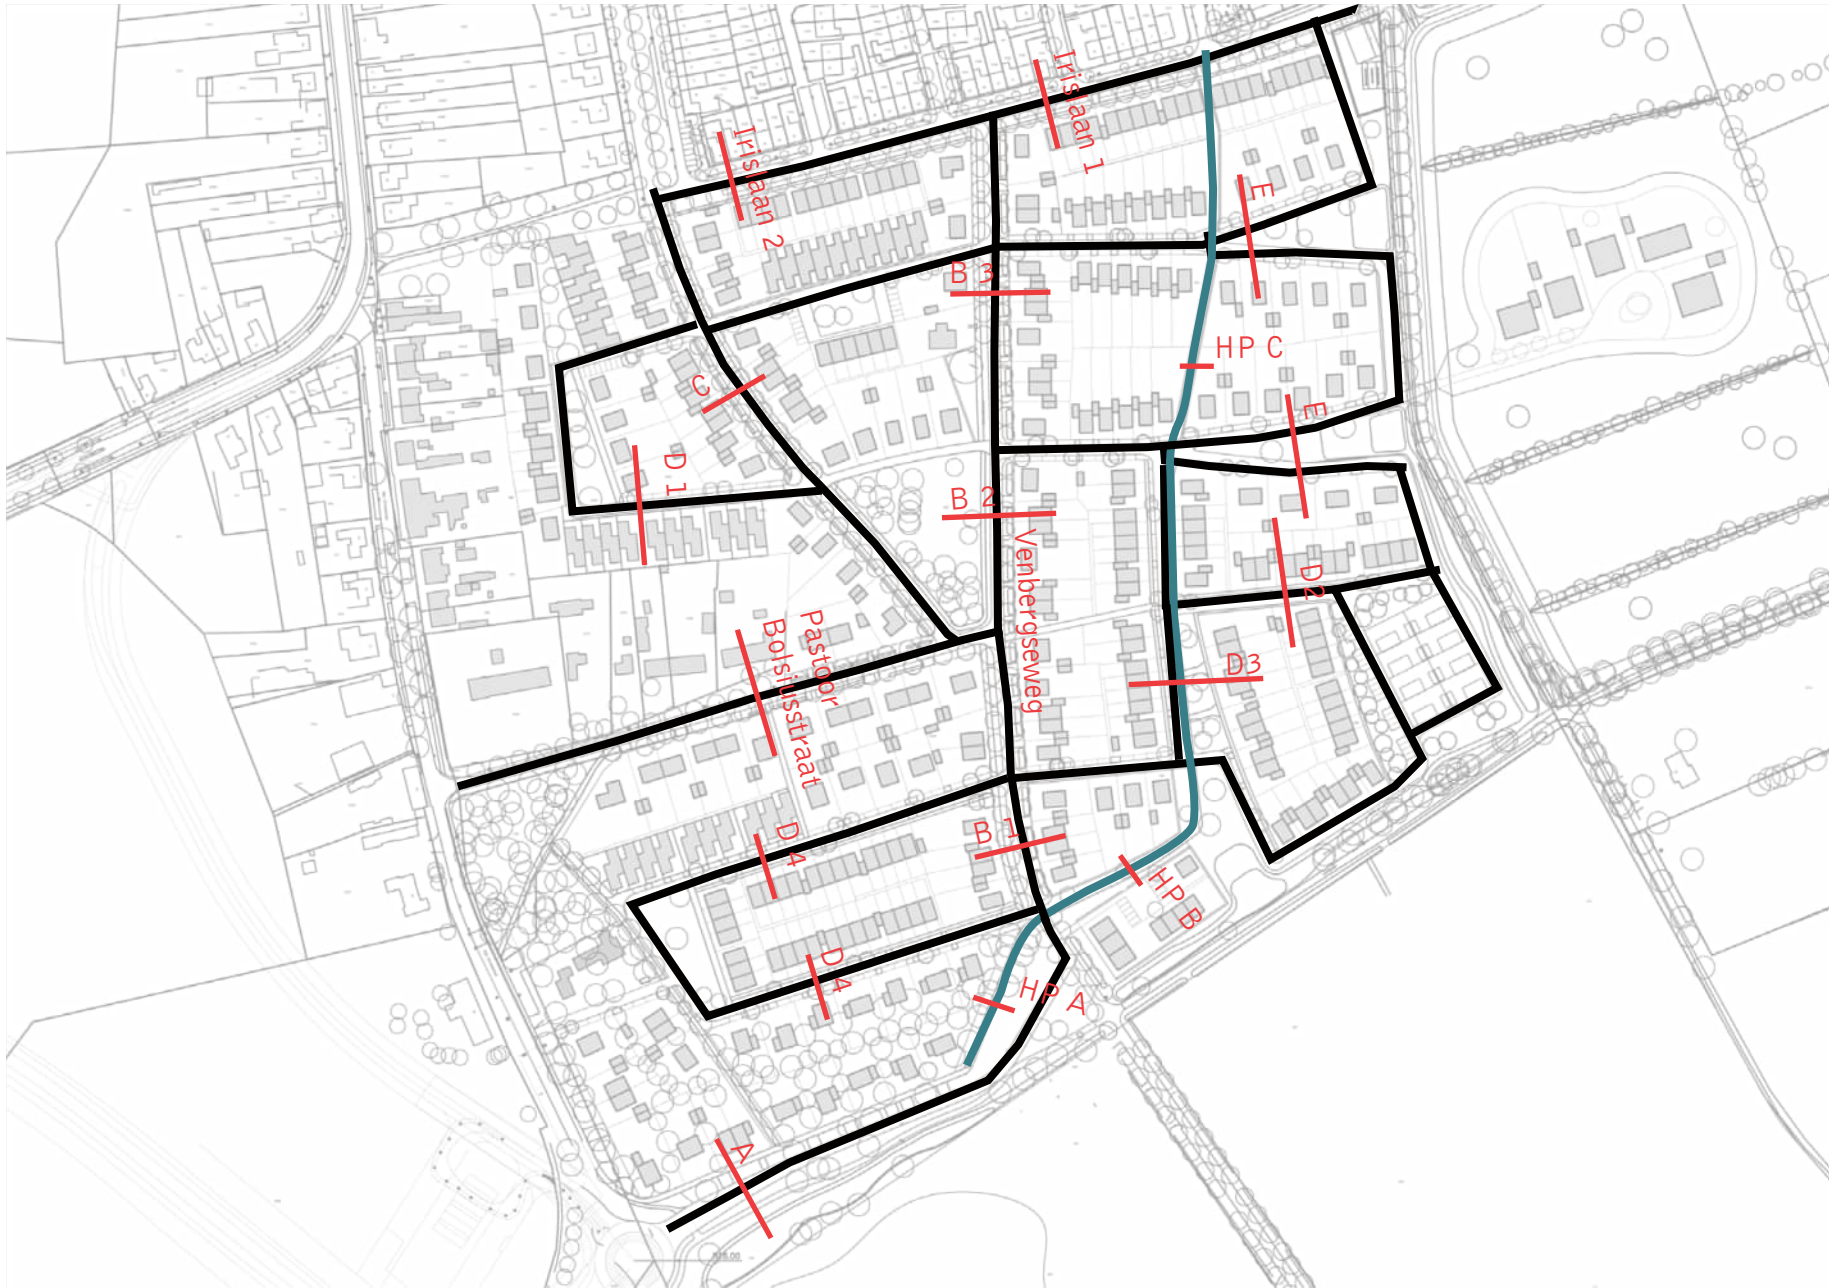 Irislaan 1
Irislaan 2
E
B 3
HP C
C
E
D 1
B 2
Venbergseweg
D2
Pastoor
Bolsiusstraat
D3
D4
B 1
HP B
D4
HP A
A